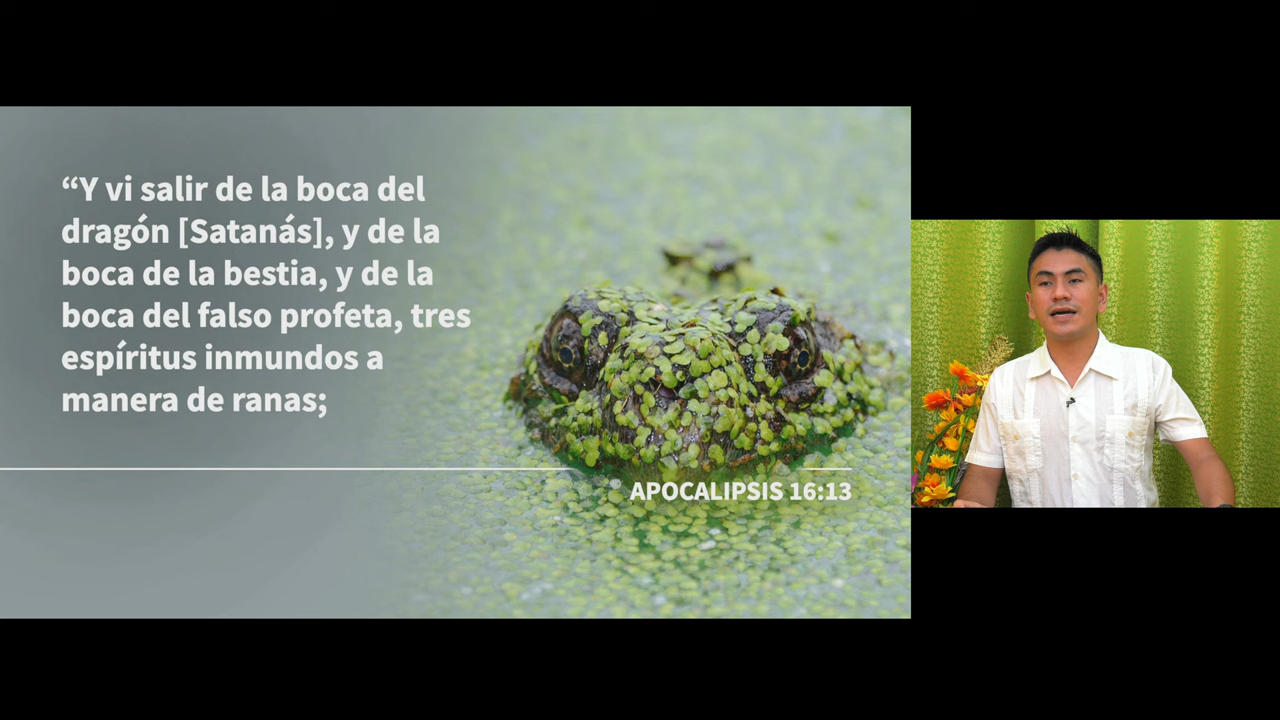 “Y vi salir de la boca del
dragón [Satanás], y de la
boca de la bestia, y de la
boca del falso profeta, tres
espíritus inmundos a
manera de ranas;
APOCALIPSIS 16:13